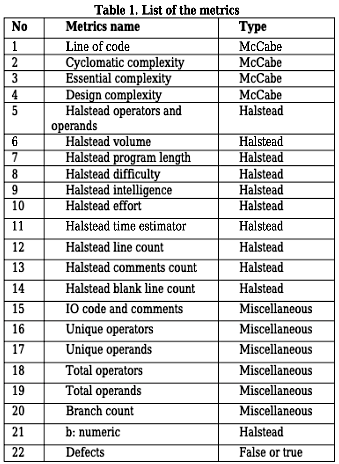 Table 1. List of the metrics
No Metrics name Type
1 Line of code McCabe
2 Cyclomatic complexity McCabe
3 Essential complexity McCabe
4 Design complexity McCabe
5 Halstead operators and Halstead
operands
6 Halstead volume Halstead
7 Halstead program length Halstead
8 Halstead difficulty Halstead
9 Halstead intelligence Halstead
10 Halstead effort Halstead
11 Halstead time estimator Halstead
12 Halstead line count Halstead
13 Halstead comments count Halstead
14 Halstead blank line count Halstead
15 IO code and comments Miscellaneous
16 Unique operators Miscellaneous
17 Unique operands Miscellaneous
18 Total operators Miscellaneous
19 Total operands Miscellaneous
20 Branch count Miscellaneous
21 b: numeric Halstead
22 Defects False or true